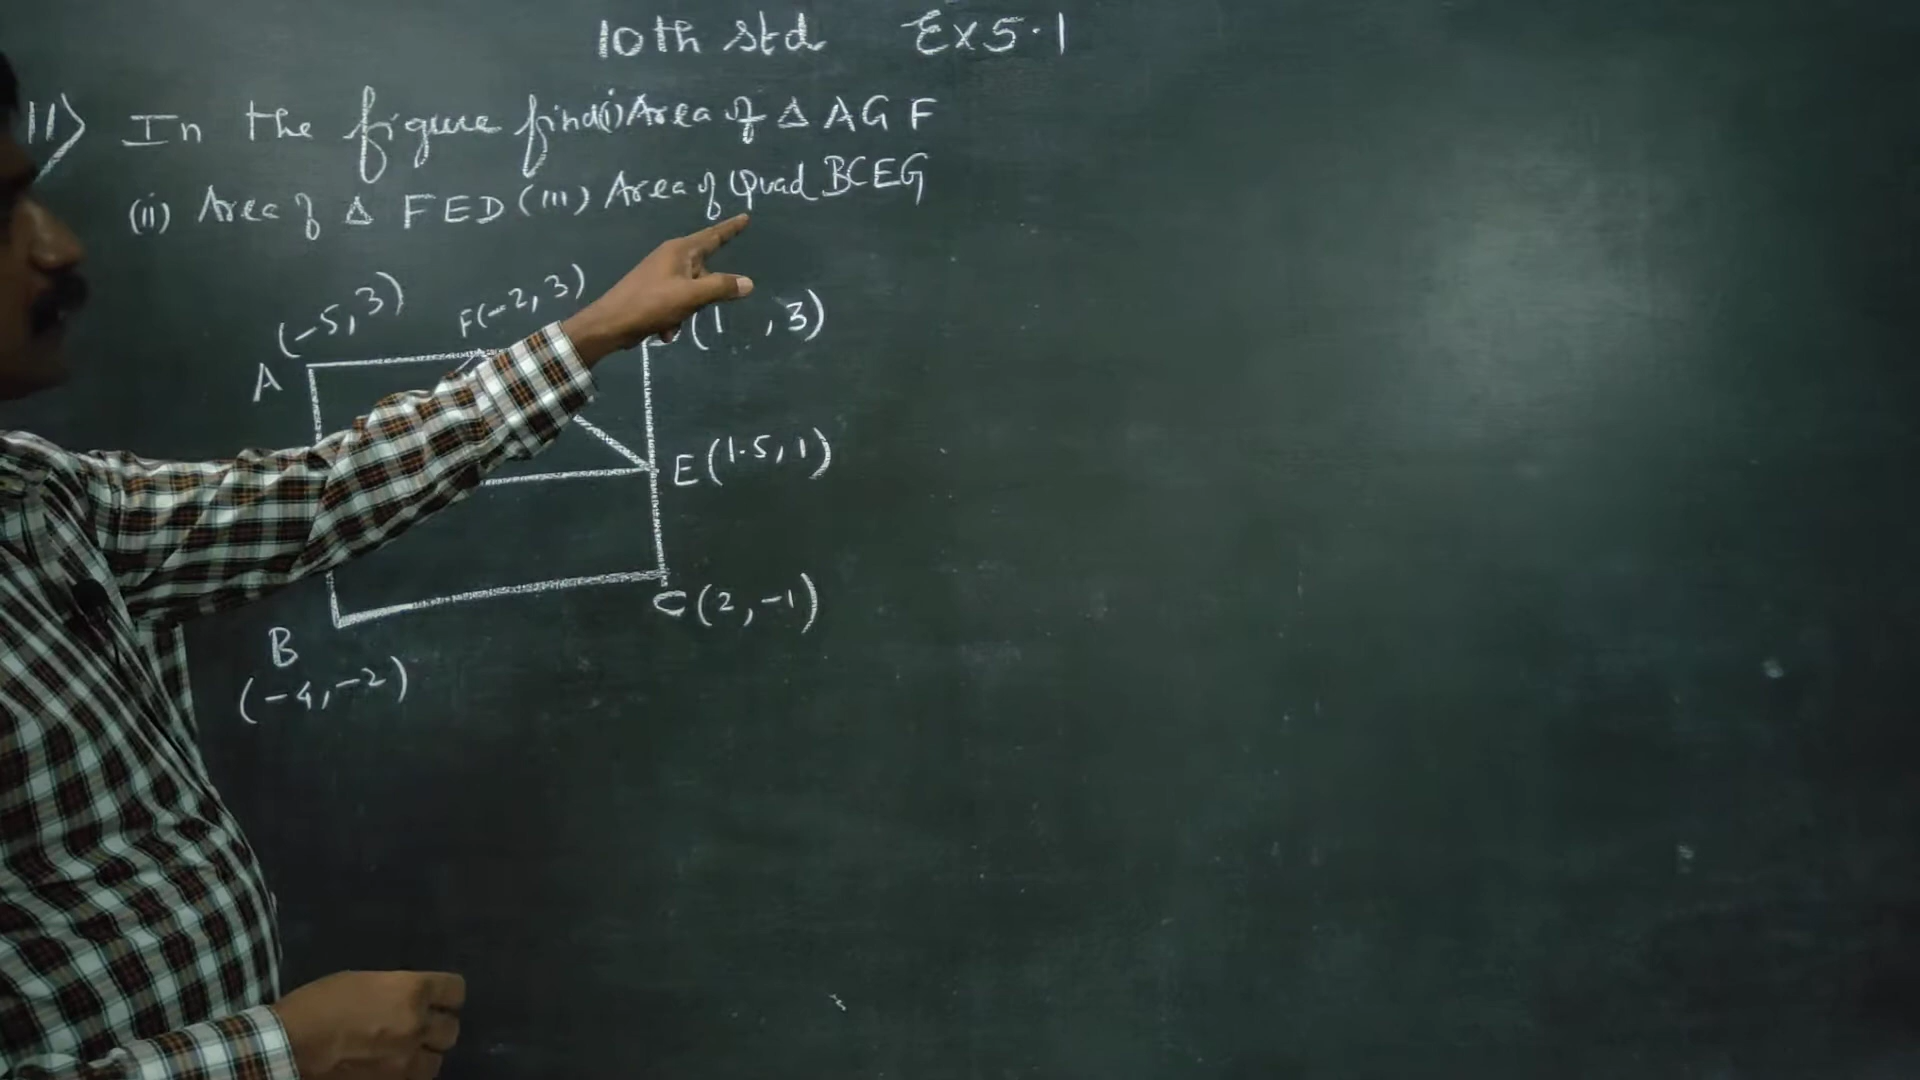 10th std Ex 5.1
11) In the figure find (i) Area of Δ AGF
(ii) Area of Δ FED (iii) Area of Quad BCEG
(-5, 3)
F(-2, 3)
(1 , 3)
A
E(1.5, 1)
C(2, -1)
B
(-4, -2)